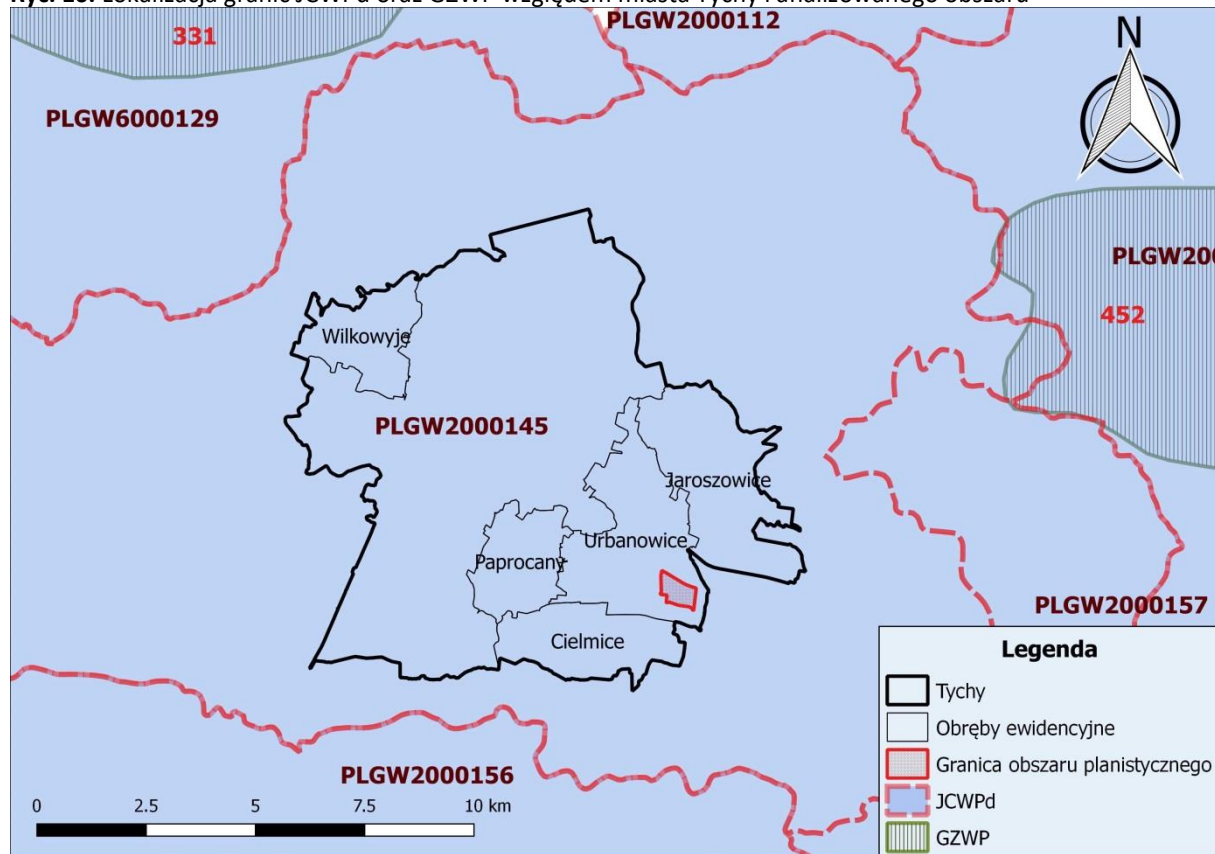 PLGW2000112
331
N
PLGW6000129
PLGW200
452
Wilkowyje
PLGW2000145
Jaroszowice
Urbanowice
Paprocany
PLGW2000157
Cielmice
Legenda
Tychy
Obręby ewidencyjne
Granica obszaru planistycznego
JCWPd
GZWP
PLGW2000156
0 2.5 5 7.5 10 km